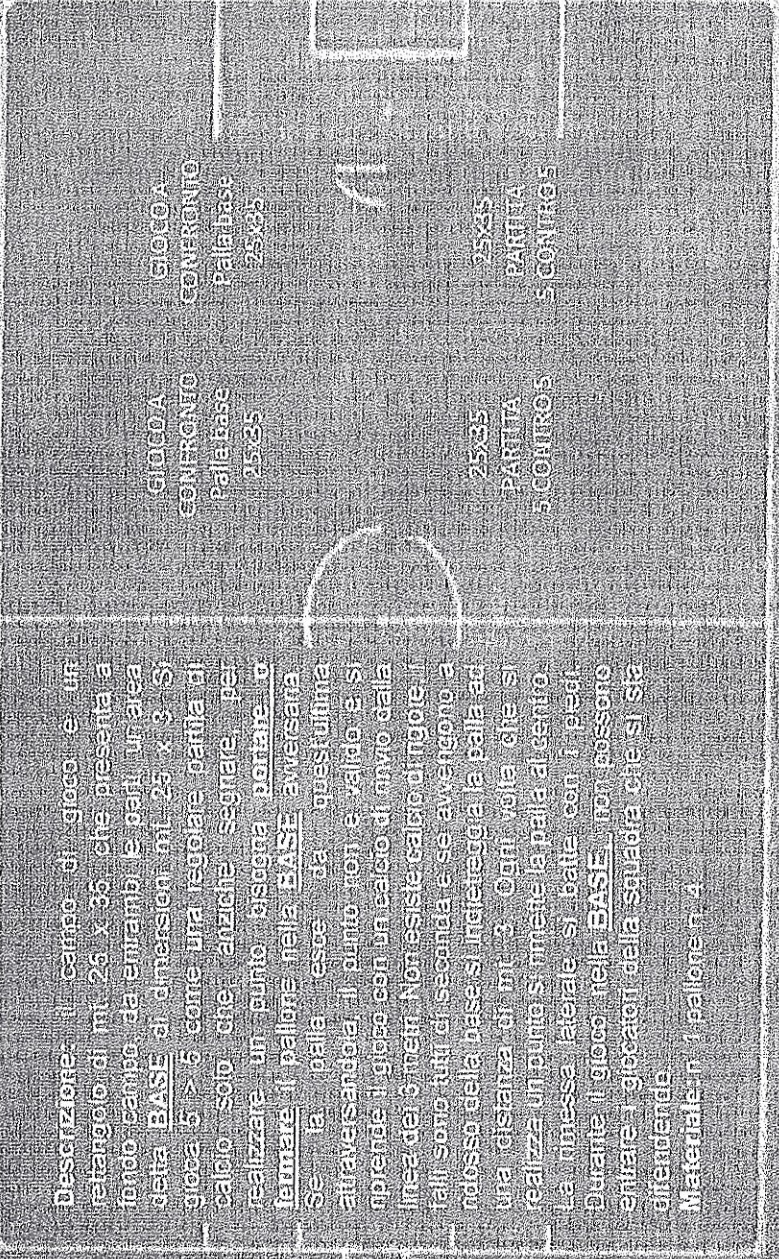 Descrizione: il campo di gioco è un
rettangolo di mt. 25 x 35 che presenta a
fondo campo, da entrambi le parti, un'area
detta BASE di dimensioni mt. 25 x 3. Si
gioca 5 > 5 come una regolare partita di
calcio solo che, anziché segnare, per
realizzare un punto bisogna portare o
fermare il pallone nella BASE avversaria.
Se la palla esce da quest'ultima
attraversandola, il punto non è valido e si
riprende il gioco con un calcio di rinvio dalla
linea dei 3 metri. Non esiste calcio di rigore, i
falli sono tutti di seconda e se avvengono a
ridosso della base si indietreggia la palla ad
una distanza di mt. 3. Ogni volta che si
realizza un punto si rimette la palla al centro.
La rimessa laterale si batte con i piedi.
Durante il gioco nella BASE, non possono
entrare i giocatori della squadra che si sta
difendendo.
Materiale: n. 1 pallone n. 4.
GIOCO A
CONFRONTO
Palla base
25x35
25x35
PARTITA
5 CONTRO 5
GIOCO A
CONFRONTO
Palla base
25x35
25x35
PARTITA
5 CONTRO 5